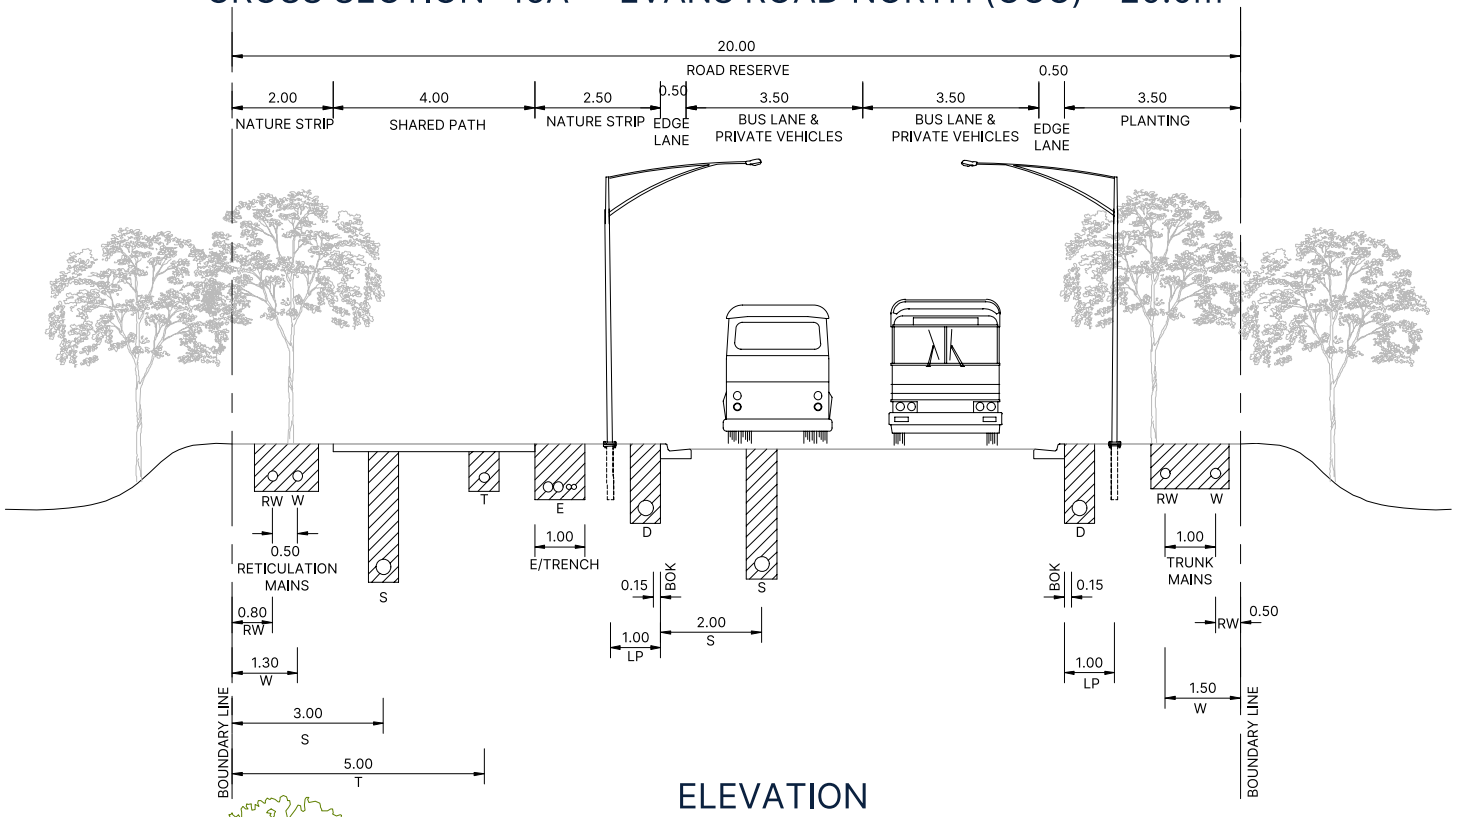 20.00
ROAD RESERVE
2.00
NATURE STRIP
4.00
SHARED PATH
2.50
NATURE STRIP
0.50
EDGE
LANE
3.50
BUS LANE &
PRIVATE VEHICLES
3.50
BUS LANE &
PRIVATE VEHICLES
0.50
EDGE
LANE
3.50
PLANTING
RW W
0.50
RETICULATION
MAINS
S
T
E
1.00
E/TRENCH
D
0.15
BOK
S
D
BOK
0.15
RW W
1.00
TRUNK
MAINS
0.80
RW
1.30
W
3.00
S
5.00
T
1.00
LP
2.00
S
1.00
LP
RW
0.50
1.50
W
BOUNDARY LINE
BOUNDARY LINE
ELEVATION